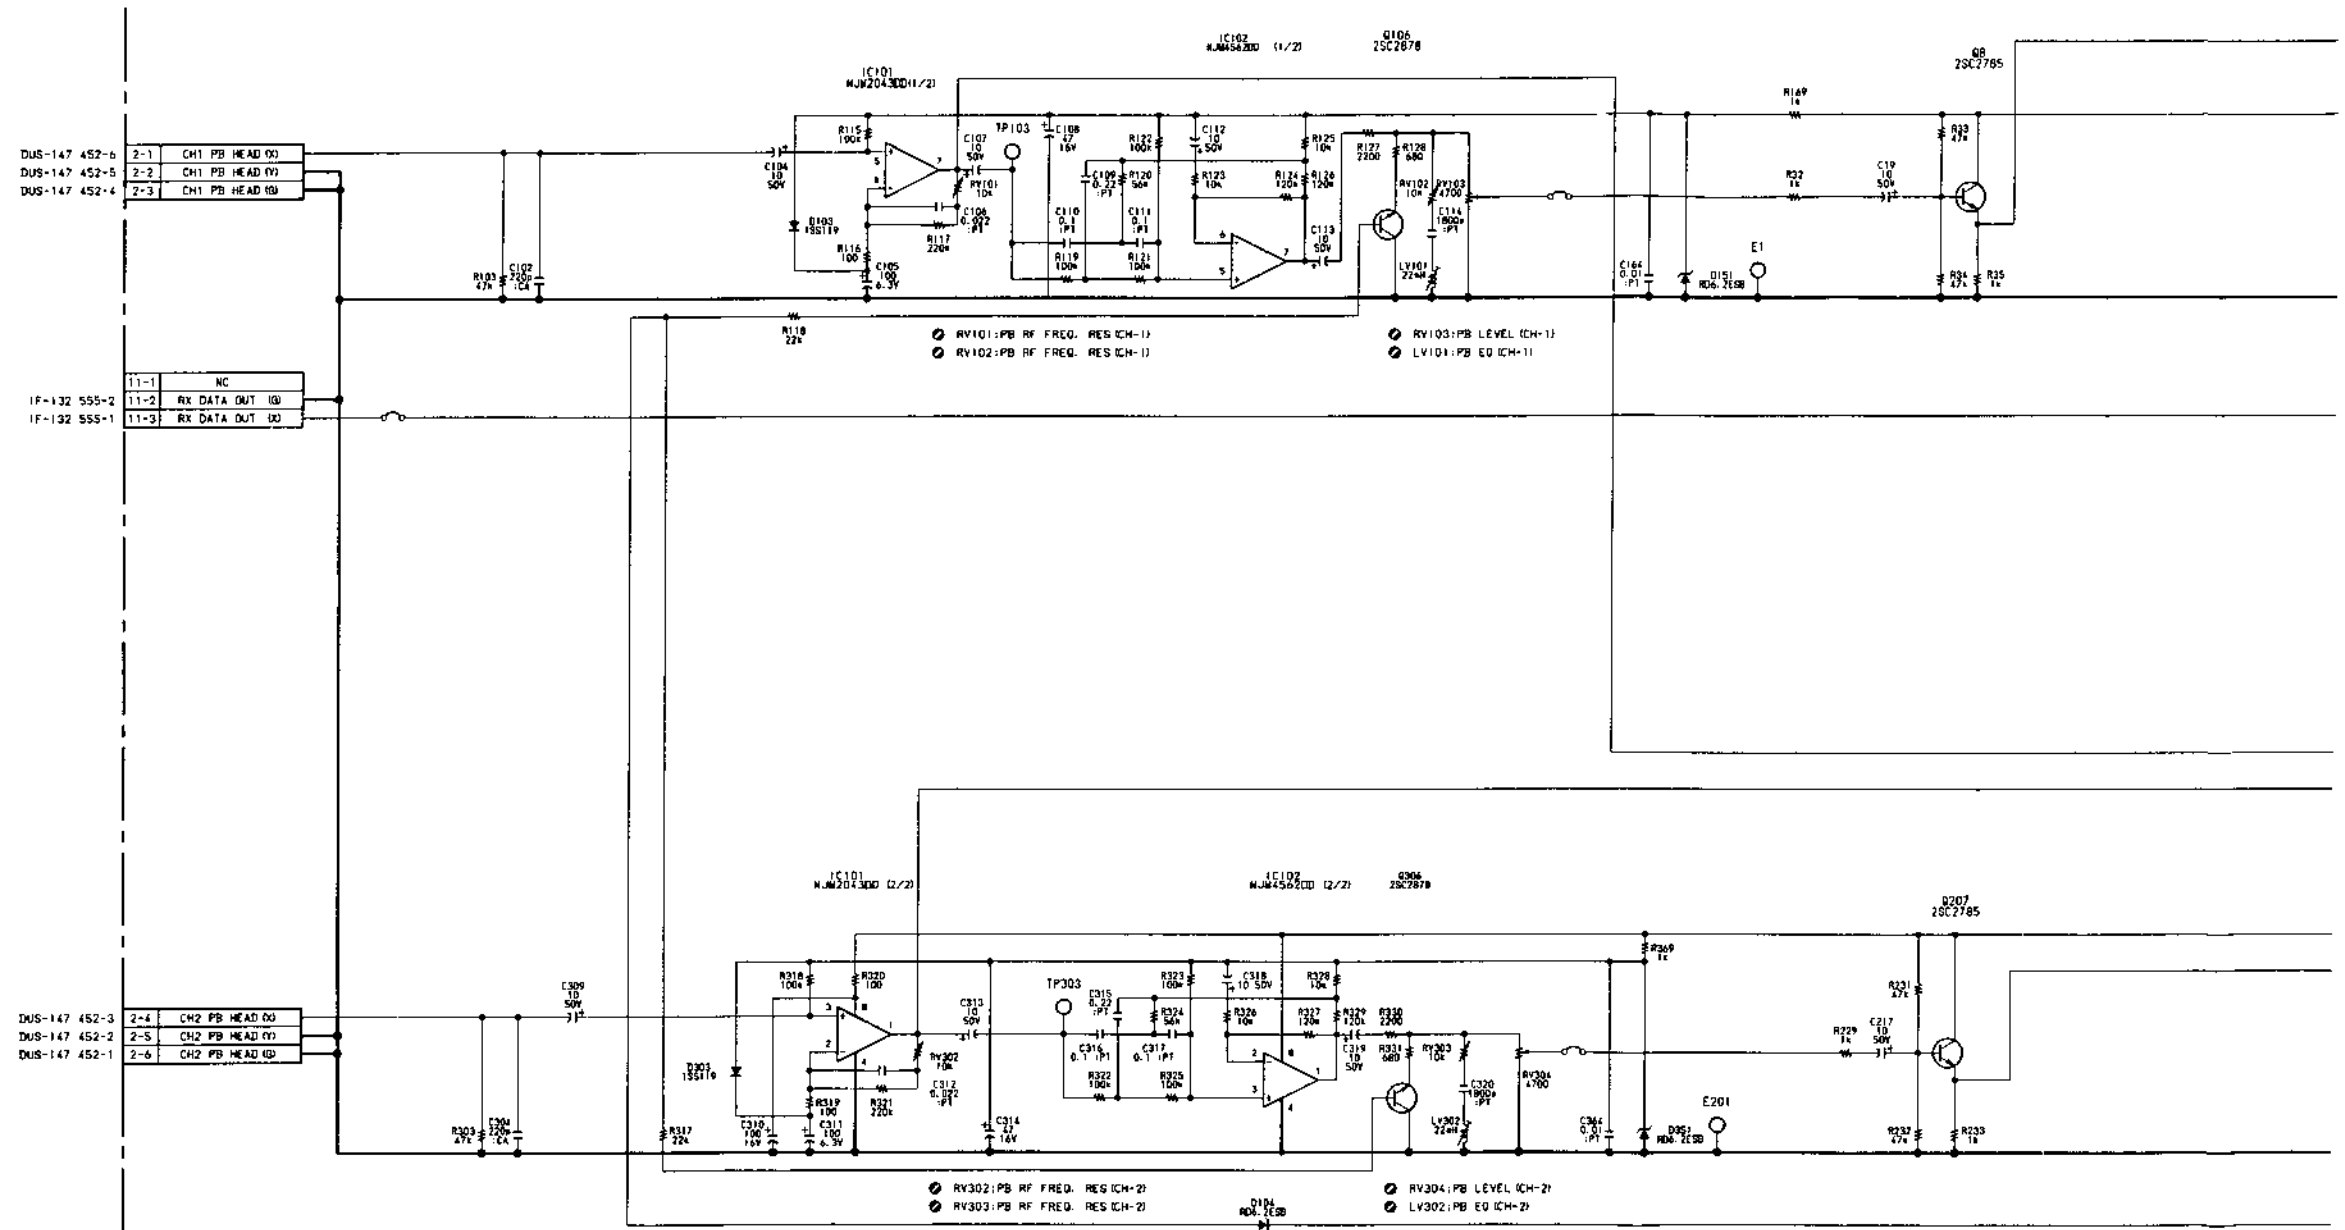 IC102
NJM4562DD (1/2)
Q106
2SC2878
Q8
2SC2785
IC101
NJM2043DD(1/2)
R169
1k
DUS-147 452-6 2-1 CH1 PB HEAD (X)
DUS-147 452-5 2-2 CH1 PB HEAD (Y)
DUS-147 452-4 2-3 CH1 PB HEAD (G)
C104
10
50V
R115
100k
5
6
7
C107
10
50V
RV101
10k
TP103
C108
47
16V
R122
100k
C109
0.22
:PT
R120
56k
C112
10
50V
R123
10k
R125
10k
R124
120k
R126
120k
R127
2200
R128
680
RV102
10k
RV103
4700
C114
1800p
:PT
R32
1k
C19
10
50V
R33
47k
D103
1SS119
C106
0.022
:PT
R117
220k
R116
100
C105
100
6.3V
C110
0.1
:PT
C111
0.1
:PT
R119
100k
R121
100k
6
5
7
C113
10
50V
LV101
22mH
C164
0.01
:PT
D151
RD6.2ESB
E1
R34
47k
R35
1k
R103
47k
C102
220p
:CA
R118
22k
RV101:PB RF FREQ. RES(CH-1)
RV102:PB RF FREQ. RES(CH-1)
RV103:PB LEVEL(CH-1)
LV101:PB EQ(CH-1)
11-1 NC
IF-132 555-2 11-2 RX DATA OUT (G)
IF-132 555-1 11-3 RX DATA OUT (X)
IC101
NJM2043DD (2/2)
IC102
NJM4562DD (2/2)
Q306
2SC2878
Q207
2SC2785
R369
1k
DUS-147 452-3 2-4 CH2 PB HEAD (X)
DUS-147 452-2 2-5 CH2 PB HEAD (Y)
DUS-147 452-1 2-6 CH2 PB HEAD (G)
C309
10
50V
R318
100k
R320
100
3
8
1
2
4
C313
10
50V
RV302
10k
TP303
C315
0.22
:PT
R323
100k
R324
56k
C318
10 50V
R326
10k
R328
10k
R327
120k
R329
120k
R330
2200
C316
0.1 :PT
C317
0.1 :PT
C319
10
50V
R331
680
RV303
10k
R231
47k
R229
1k
C217
10
50V
D303
1SS119
C312
0.022
:PT
R321
220k
R319
100
R322
100k
R325
100k
2
8
1
3
4
RV304
4700
C320
1800p
:PT
LV302
22mH
C310
100
16V
C311
100
6.3V
C314
47
16V
C364
0.01
:PT
D351
RD6.2ESB
E201
R232
47k
R233
1k
R303
47k
C304
220p
:CA
R317
22k
RV302:PB RF FREQ. RES(CH-2)
RV303:PB RF FREQ. RES(CH-2)
RV304:PB LEVEL(CH-2)
LV302:PB EQ(CH-2)
D104
RD6.2ESB